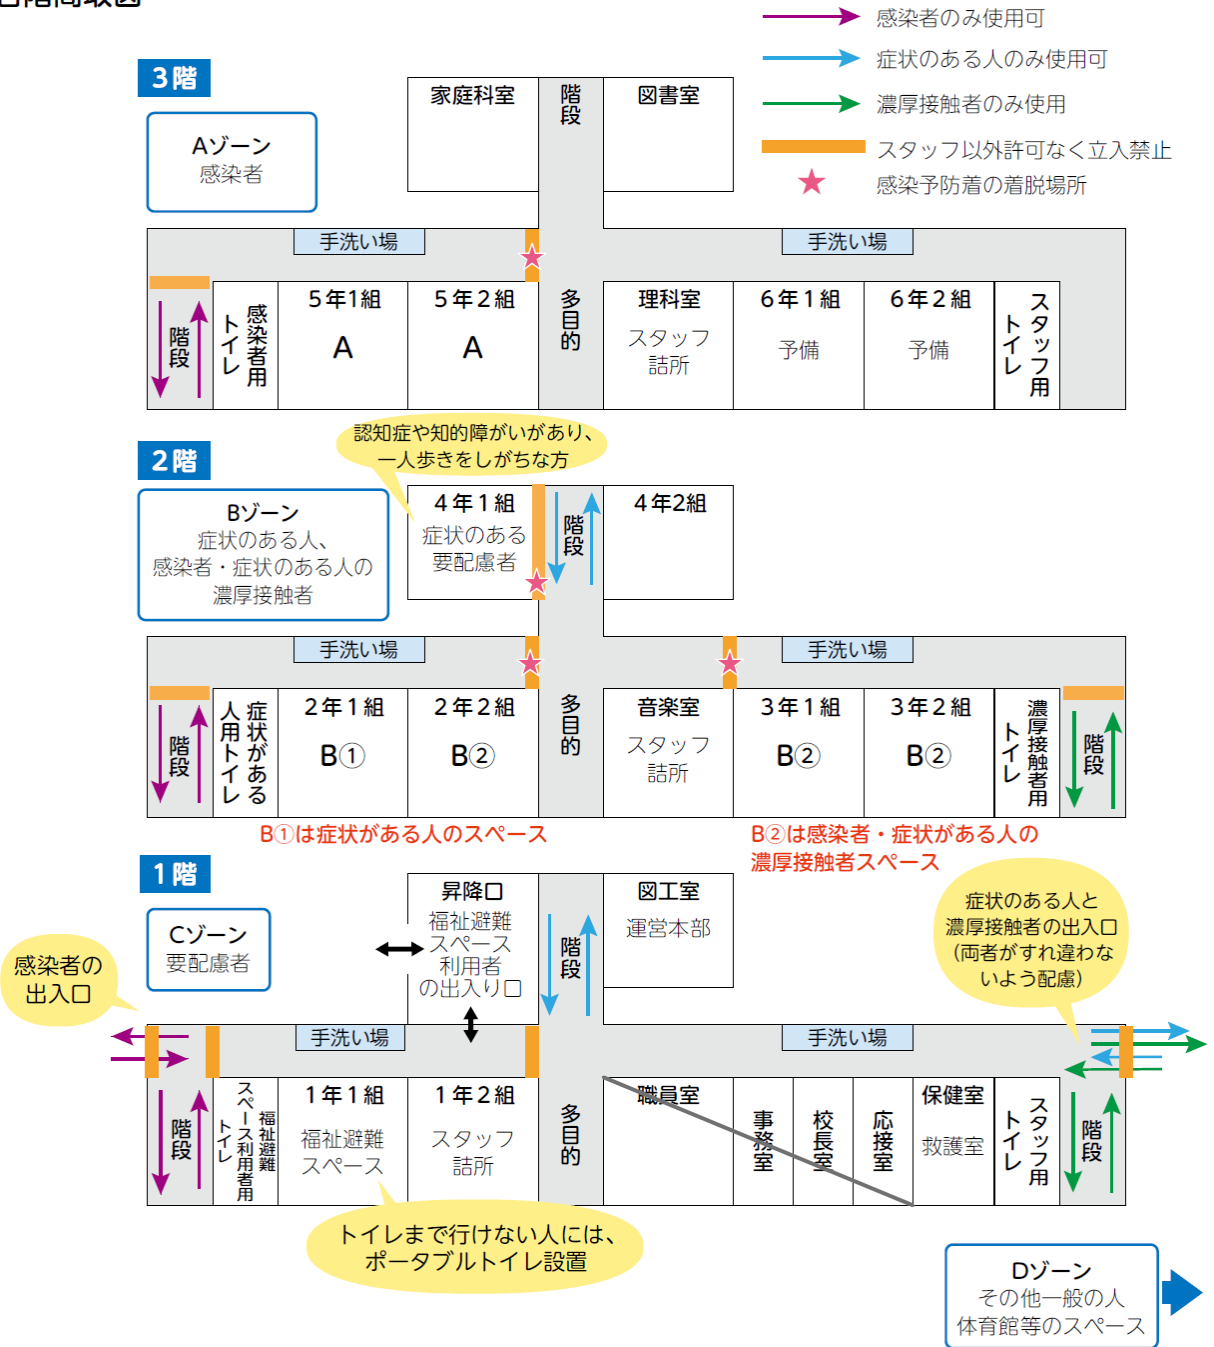 各階間取図
感染者のみ使用可
症状のある人のみ使用可
濃厚接触者のみ使用
スタッフ以外許可なく立入禁止
感染予防着の着脱場所
3階
Aゾーン
感染者
家庭科室
階段
図書室
手洗い場
手洗い場
階段
感染者用
トイレ
5年1組
A
5年2組
A
多目的
理科室
スタッフ
詰所
6年1組
予備
6年2組
予備
スタッフ用
トイレ
認知症や知的障がいがあり、
一人歩きをしがちな方
2階
Bゾーン
症状のある人、
感染者・症状のある人の
濃厚接触者
4年1組
症状のある
要配慮者
階段
4年2組
手洗い場
手洗い場
階段
症状がある
人用トイレ
2年1組
B①
2年2組
B②
多目的
音楽室
スタッフ
詰所
3年1組
B②
3年2組
B②
濃厚接触者用
トイレ
階段
B①は症状がある人のスペース
B②は感染者・症状がある人の
濃厚接触者スペース
1階
Cゾーン
要配慮者
感染者の
出入口
昇降口
福祉避難
スペース
利用者
の出入り口
階段
図工室
運営本部
症状のある人と
濃厚接触者の出入口
(両者がすれ違わな
いよう配慮)
手洗い場
手洗い場
階段
福祉避難
スペース利用者用
トイレ
1年1組
福祉避難
スペース
1年2組
スタッフ
詰所
多目的
職員室
事務室
校長室
応接室
保健室
救護室
スタッフ用
トイレ
階段
トイレまで行けない人には、
ポータブルトイレ設置
Dゾーン
その他一般の人
体育館等のスペース